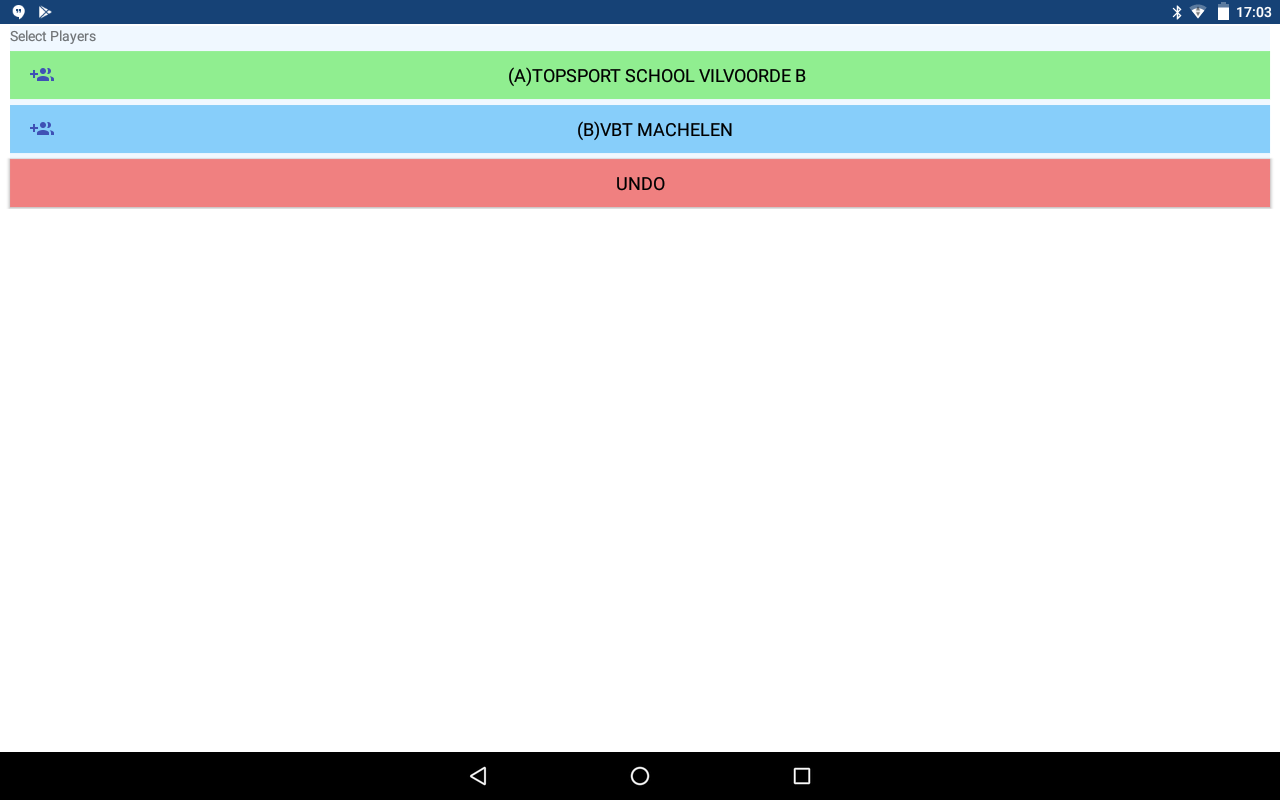 17:03
Select Players
(A)TOPSPORT SCHOOL VILVOORDE B
(B)VBT MACHELEN
UNDO